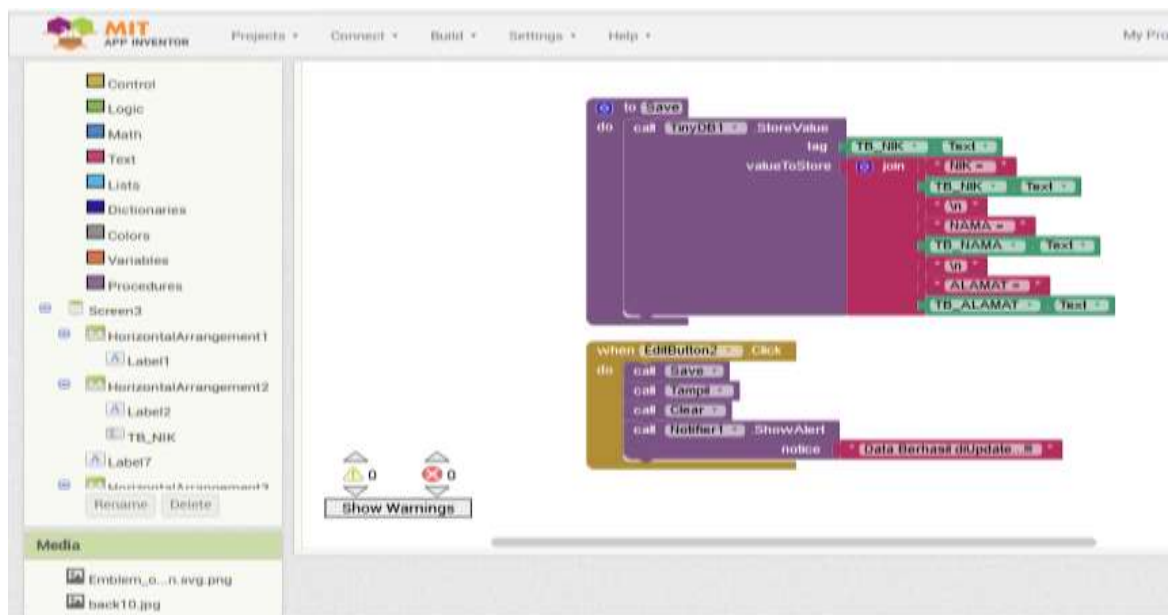 MIT
APP INVENTOR
Projects
Connect
Build
Settings
Help
My Pro
Control
Logic
Math
Text
Lists
Dictionaries
Colors
Variables
Procedures
Screen3
HorizontalArrangement1
Label1
HorizontalArrangement2
Label2
TB_NIK
Label7
HorizontalArrangement3
Rename Delete
Media
Emblem_o...n.svg.png
back10.jpg
to Save
do call TinyDB1 .StoreValue
tag TB_NIK . Text
valueToStore join " NIK = "
TB_NIK . Text
" \n "
" NAMA = "
TB_NAMA . Text
" \n "
" ALAMAT = "
TB_ALAMAT . Text
when EditButton2 .Click
do call Save
call Tampil
call Clear
call Notifier1 .ShowAlert
notice " Data Berhasil diUpdate...!!! "
0 0
Show Warnings